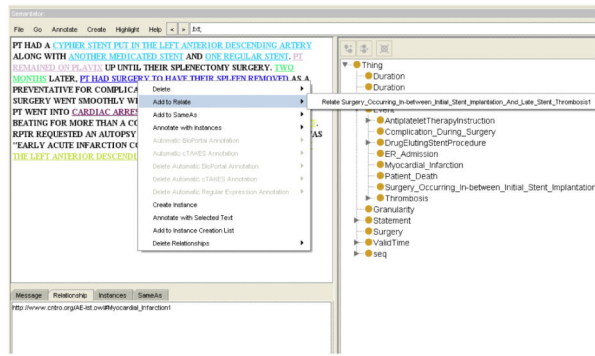 Semantator
File Go Annotate Create Highlight Help < > .txt;
PT HAD A CYPHER STENT PUT IN THE LEFT ANTERIOR DESCENDING ARTERY
ALONG WITH ANOTHER MEDICATED STENT AND ONE REGULAR STENT. PT
REMAINED ON PLAVIX UP UNTIL THEIR SPLENECTOMY SURGERY. TWO
MONTHS LATER, PT HAD SURGERY TO HAVE THEIR SPLEEN REMOVED AS A
PREVENTATIVE FOR COMPLICA
SURGERY WENT SMOOTHLY WI
PT WENT INTO CARDIAC ARRES
BEATING FOR MORE THAN A CO
RPTR REQUESTED AN AUTOPSY AS
"EARLY ACUTE INFARCTION CO
THE LEFT ANTERIOR DESCENDI
Delete
Add to Relate
Add to SameAs
Annotate with Instances
Automatic BioPortal Annotation
Automatic cTAKES Annotation
Delete Automatic BioPortal Annotation
Delete Automatic cTAKES Annotation
Delete Automatic Regular Expression Annotation
Create Instance
Annotate with Selected Text
Add to Instance Creation List
Delete Relationships
Relate Surgery_Occurring_In-between_Initial_Stent_Implantation_And_Late_Stent_Thrombosis1
Thing
Duration
Duration
Event
AntiplateletTherapyInstruction
Complication_During_Surgery
DrugElutingStentProcedure
ER_Admission
Myocardial_Infarction
Patient_Death
Surgery_Occurring_In-between_Initial_Stent_Implantation
Thrombosis
Granularity
Statement
Surgery
ValidTime
seq
Message Relationship Instances SameAs
http://www.cntro.org/AE-lst.owl#Myocardial_Infarction1